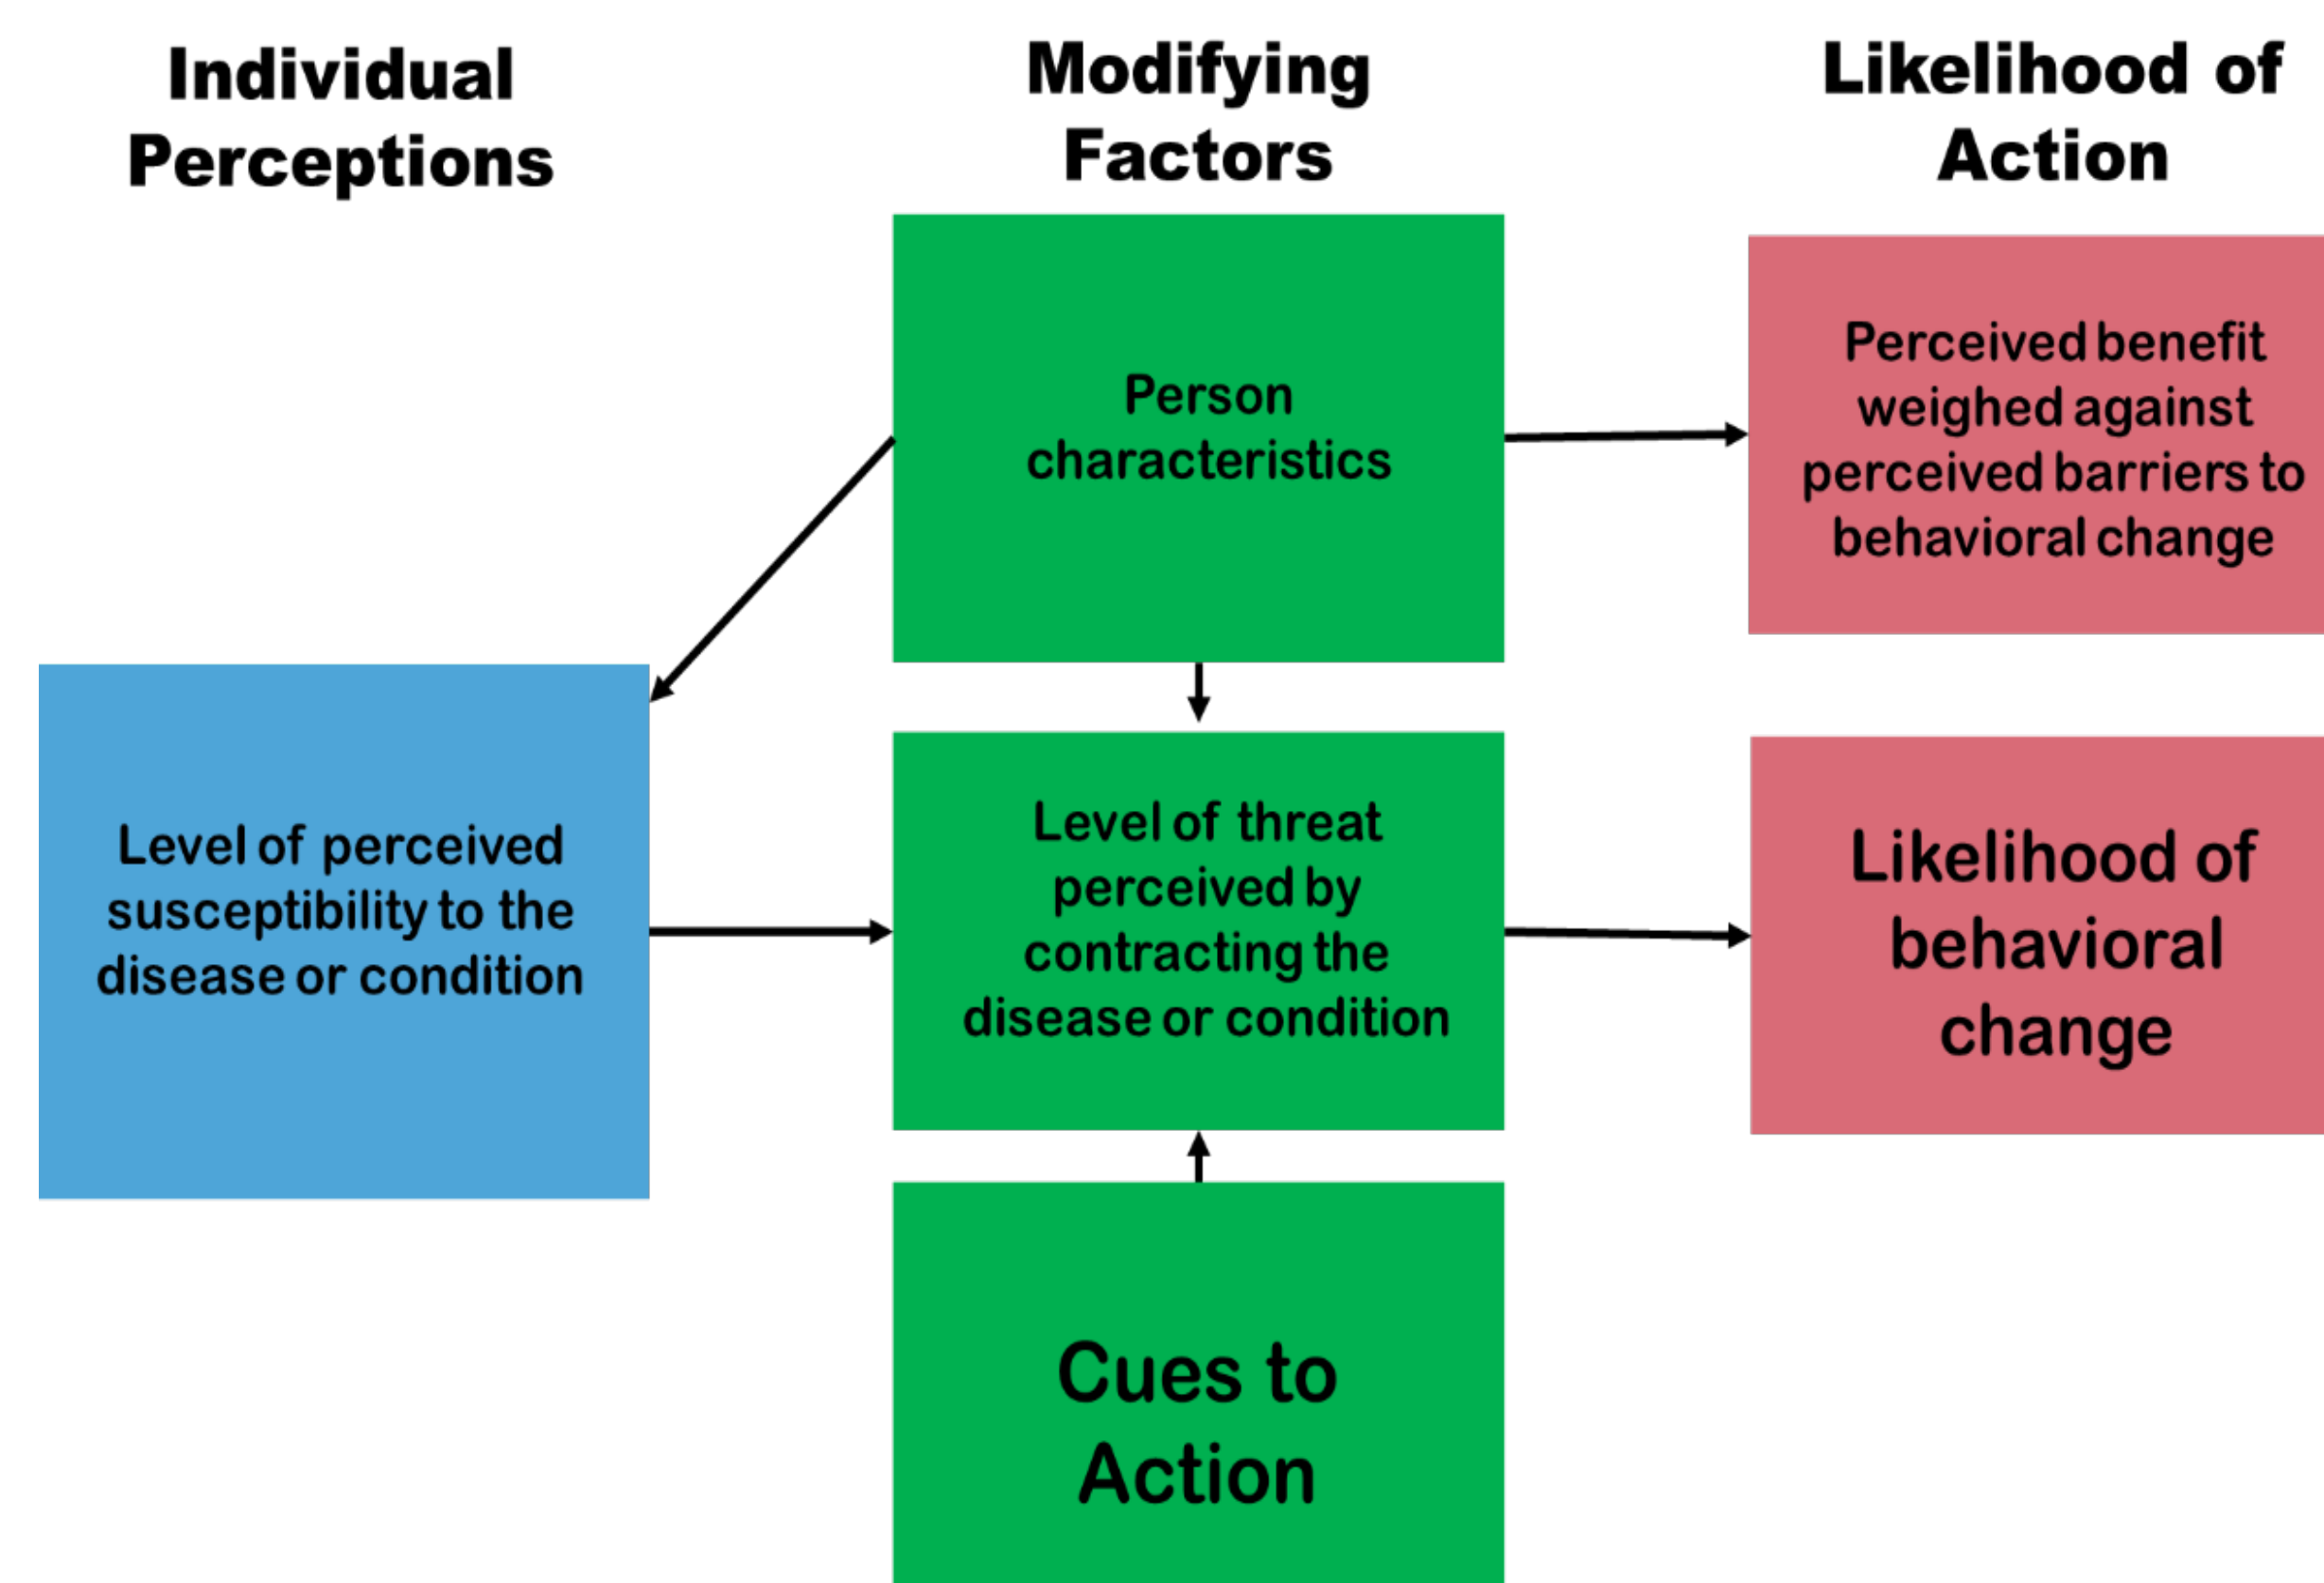 Individual
Perceptions
Modifying
Factors
Likelihood of
Action
Person
characteristics
Perceived benefit
weighed against
perceived barriers to
behavioral change
Level of perceived
susceptibility to the
disease or condition
Level of threat
perceived by
contracting the
disease or condition
Likelihood of
behavioral
change
Cues to
Action